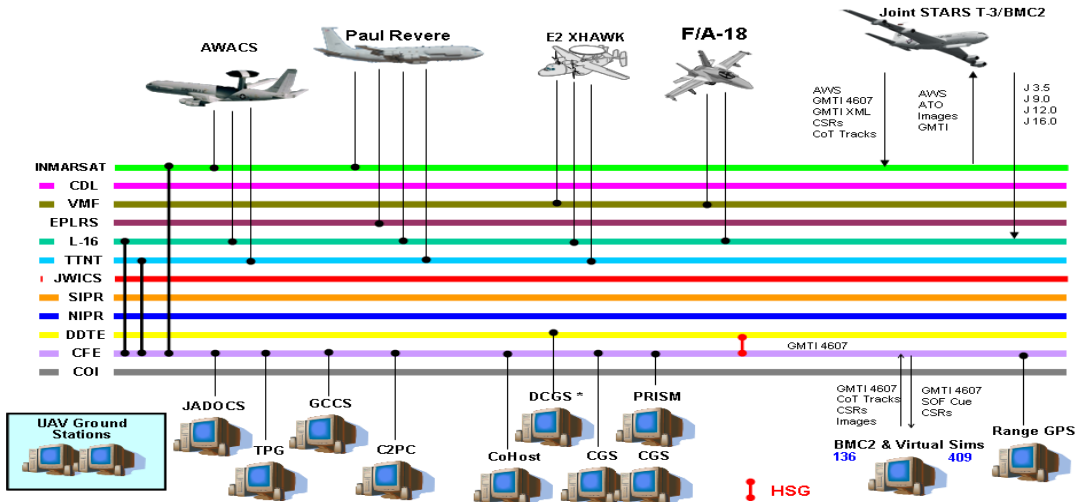 AWACS
Paul Revere
E2 XHAWK
F/A-18
Joint STARS T-3/BMC2
AWS
GMTI 4607
GMTI XML
CSRs
CoT Tracks
AWS
ATO
Images
GMTI
J 3.5
J 9.0
J 12.0
J 16.0
INMARSAT
CDL
VMF
EPLRS
L-16
TTNT
JWICS
SIPR
NIPR
DDTE
CFE
COI
GMTI 4607
UAV Ground
Stations
JADOCS
TPG
GCCS
C2PC
CoHost
DCGS *
CGS
PRISM
CGS
GMTI 4607
CoT Tracks
CSRs
Images
GMTI 4607
SOF Cue
CSRs
BMC2 & Virtual Sims
136
409
Range GPS
HSG